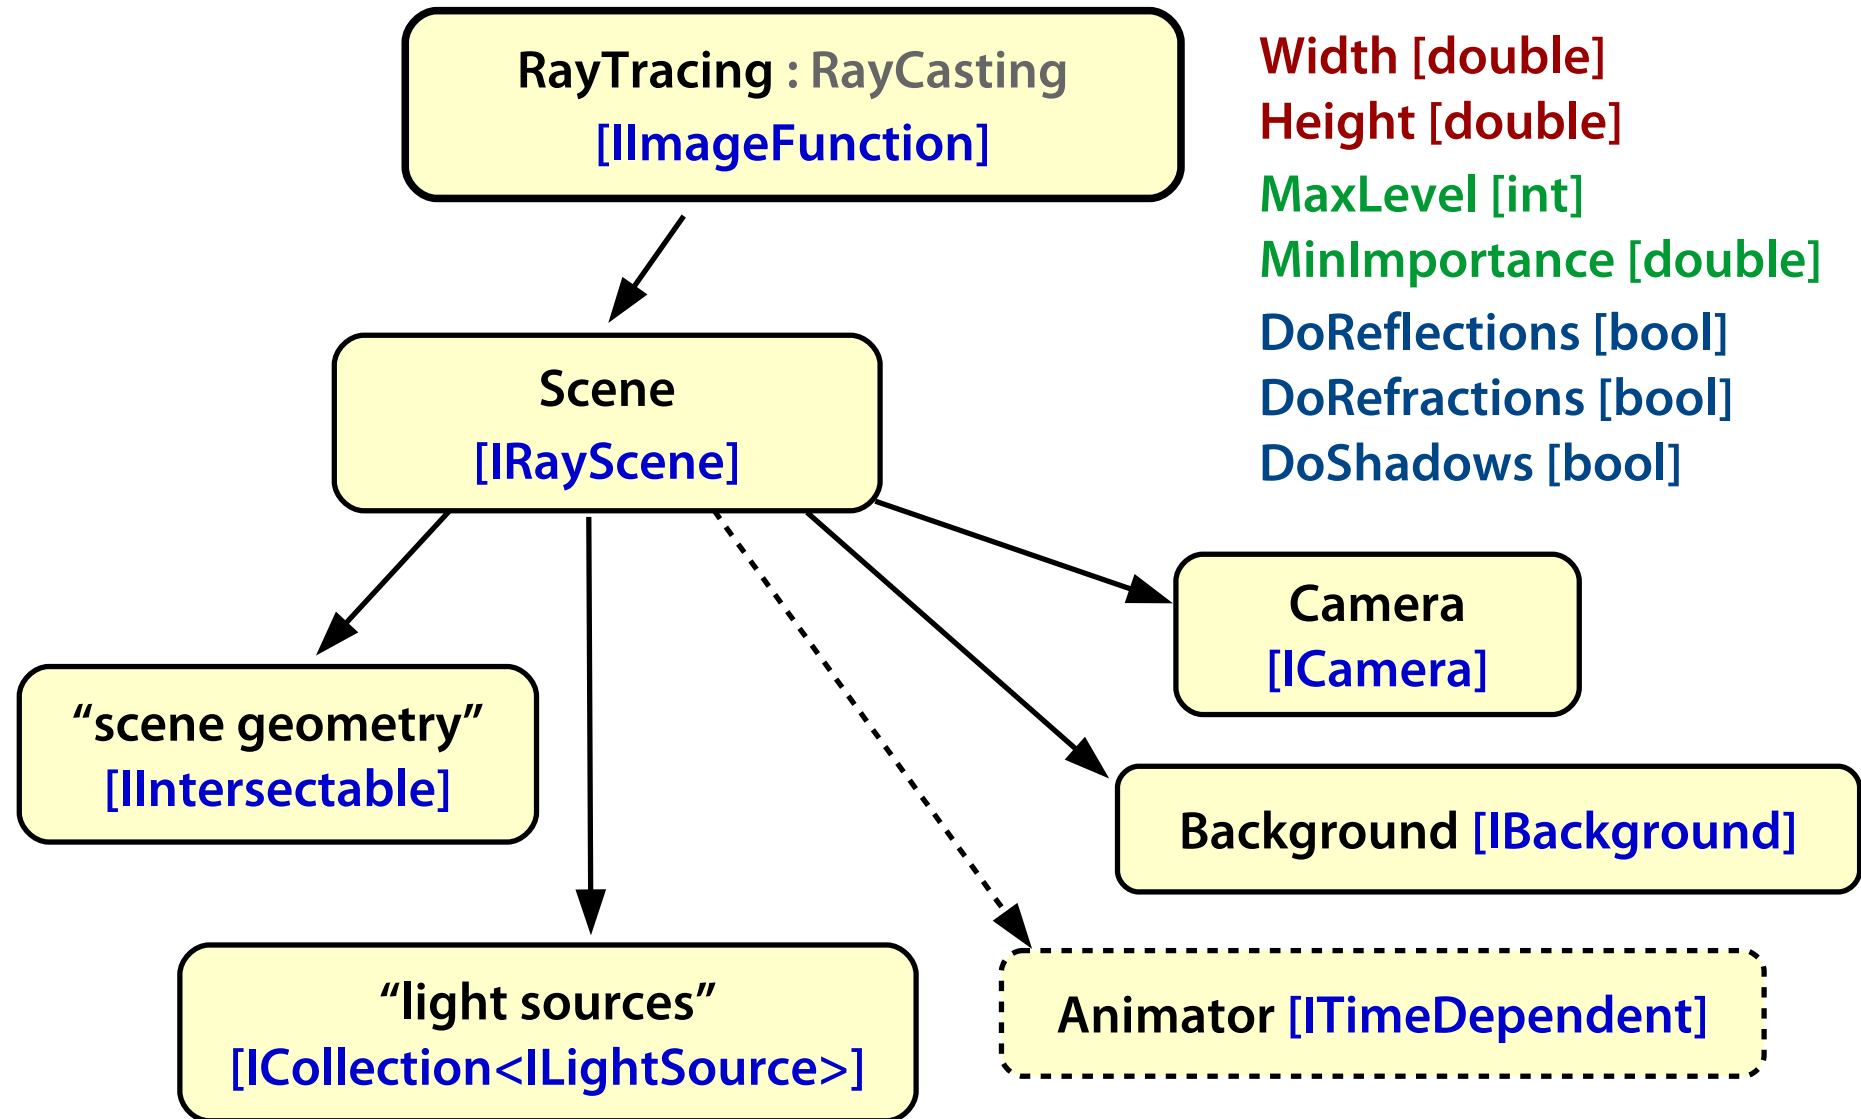 RayTracing : RayCasting
[IImageFunction]
Width [double]
Height [double]
MaxLevel [int]
MinImportance [double]
DoReflections [bool]
DoRefractions [bool]
DoShadows [bool]
Scene
[IRayScene]
Camera
[ICamera]
“scene geometry”
[IIntersectable]
Background [IBackground]
“light sources”
[ICollection<ILightSource>]
Animator [ITimeDependent]